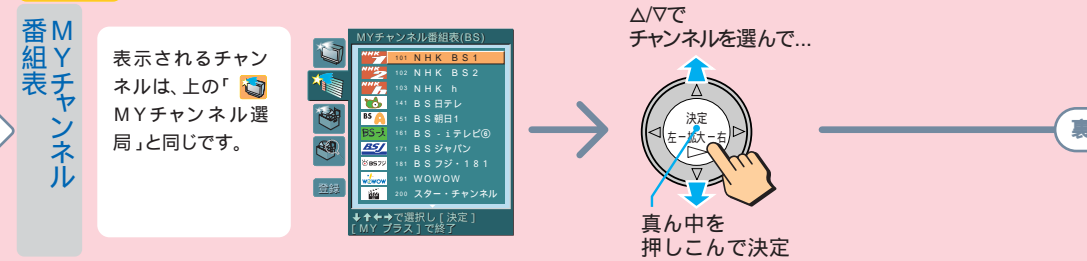 MYチャンネル
番組表
表示されるチャン
ネルは、上の「
MYチャンネル選
局」と同じです。
MYチャンネル番組表(BS)
101 NHK BS1
102 NHK BS2
103 NHK h
141 BS日テレ
151 BS朝日1
161 BS-iテレビ⑥
171 BSジャパン
181 BSフジ・181
191 WOWOW
200 スター・チャンネル
登録
↓↑←→で選択し[決定]
[MY プラス]で終了
△/▽で
チャンネルを選んで...
決定
左−拡大−右
真ん中を
押しこんで決定
裏